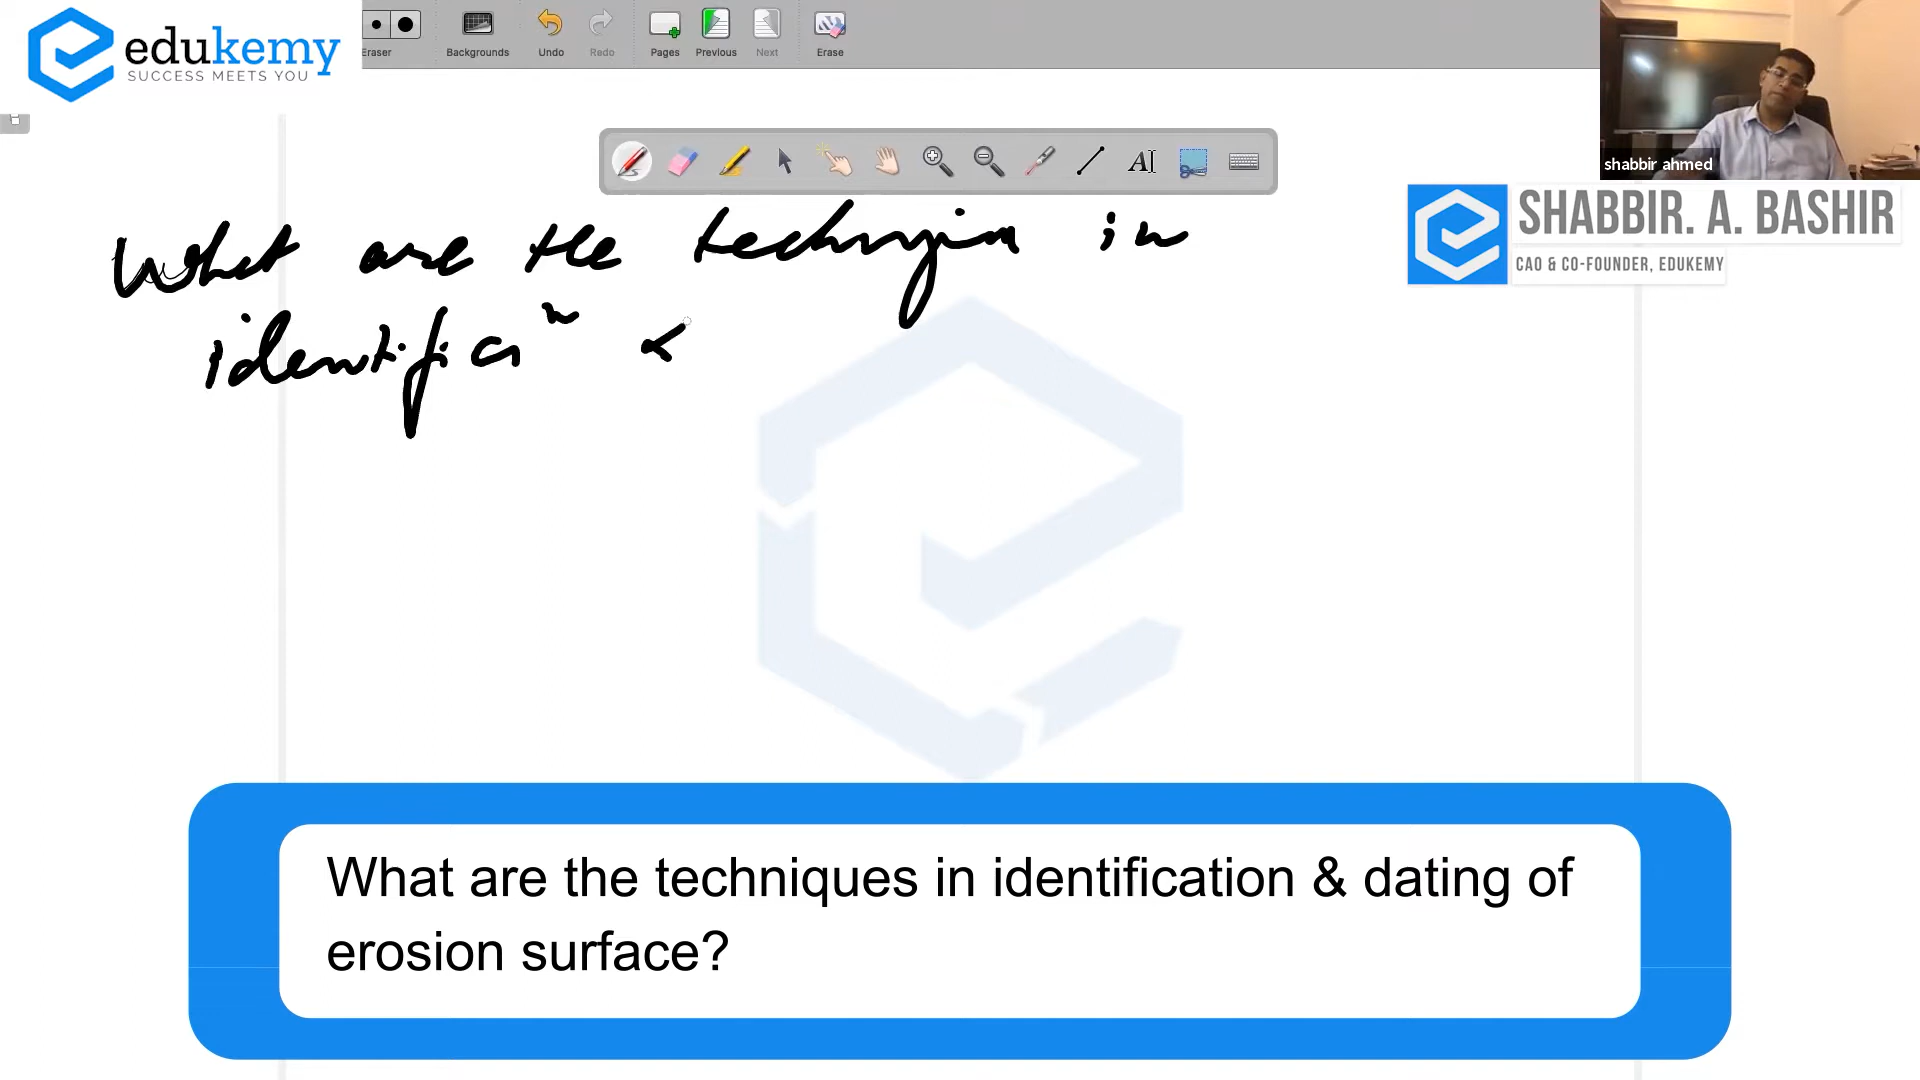 edukemy
SUCCESS MEETS YOU
Eraser
Backgrounds
Undo
Redo
Pages
Previous
Next
Erase
shabbir ahmed
SHABBIR. A. BASHIR
CAO & CO-FOUNDER, EDUKEMY
What are the techniques in
identificaⁿ &
What are the techniques in identification & dating of
erosion surface?